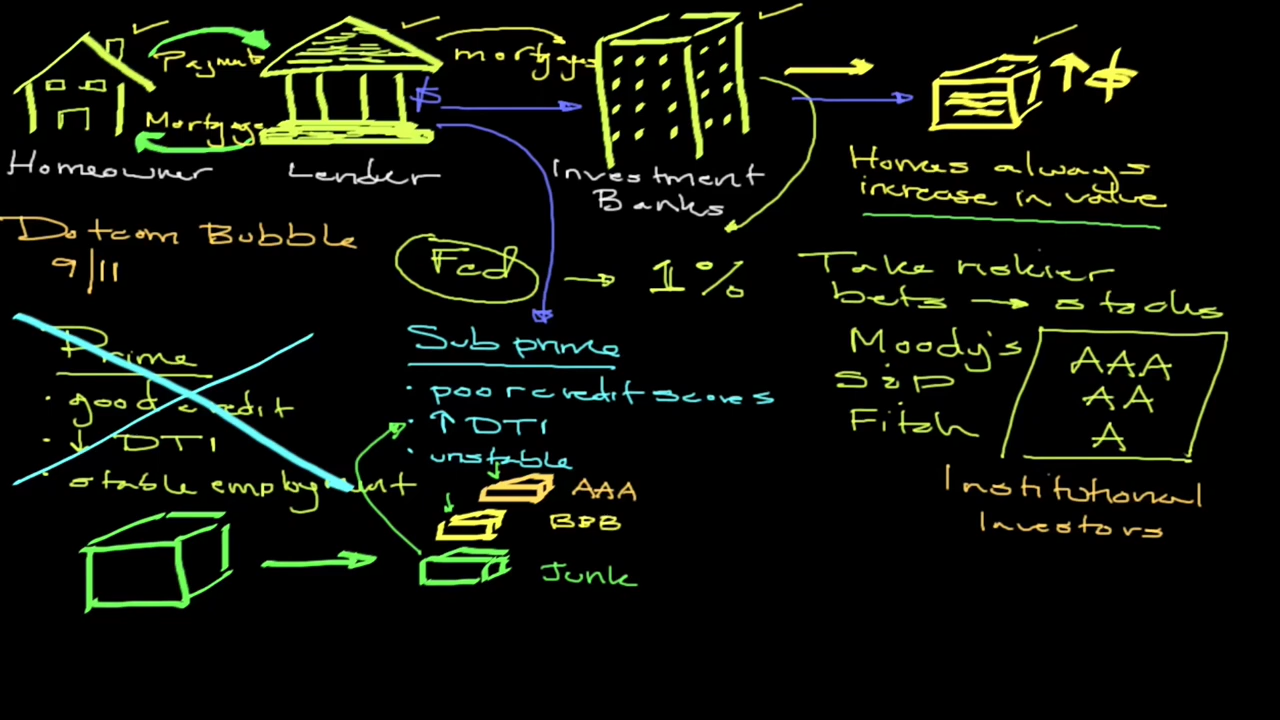 Payments
mortgages
$
$
Mortgage
Homeowner
Lender
Investment
Banks
Homes always
increase in value
Dotcom Bubble
9/11
Fed
1%
Take riskier
bets → stocks
Prime
· good credit
· ↓ DTI
· stable employment
Sub prime
· poor credit scores
· ↑ DTI
· unstable
Moody's
S&P
Fitch
AAA
AA
A
Institutional
Investors
AAA
BBB
Junk